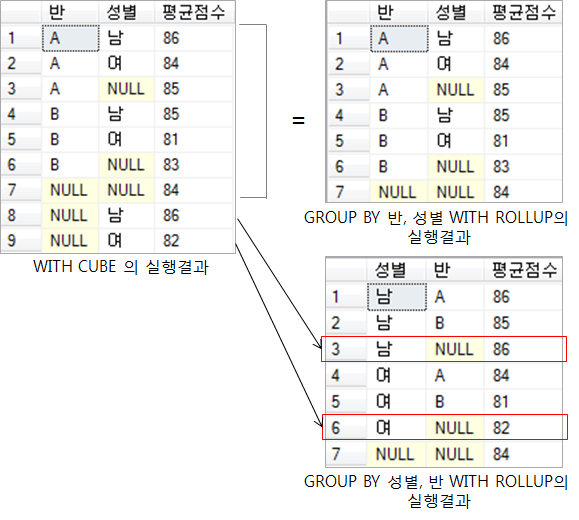 반 성별 평균점수
1 A 남 86
2 A 여 84
3 A NULL 85
4 B 남 85
5 B 여 81
6 B NULL 83
7 NULL NULL 84
8 NULL 남 86
9 NULL 여 82
WITH CUBE 의 실행결과
=
반 성별 평균점수
1 A 남 86
2 A 여 84
3 A NULL 85
4 B 남 85
5 B 여 81
6 B NULL 83
7 NULL NULL 84
GROUP BY 반, 성별 WITH ROLLUP의
실행결과
성별 반 평균점수
1 남 A 86
2 남 B 85
3 남 NULL 86
4 여 A 84
5 여 B 81
6 여 NULL 82
7 NULL NULL 84
GROUP BY 성별, 반 WITH ROLLUP의
실행결과